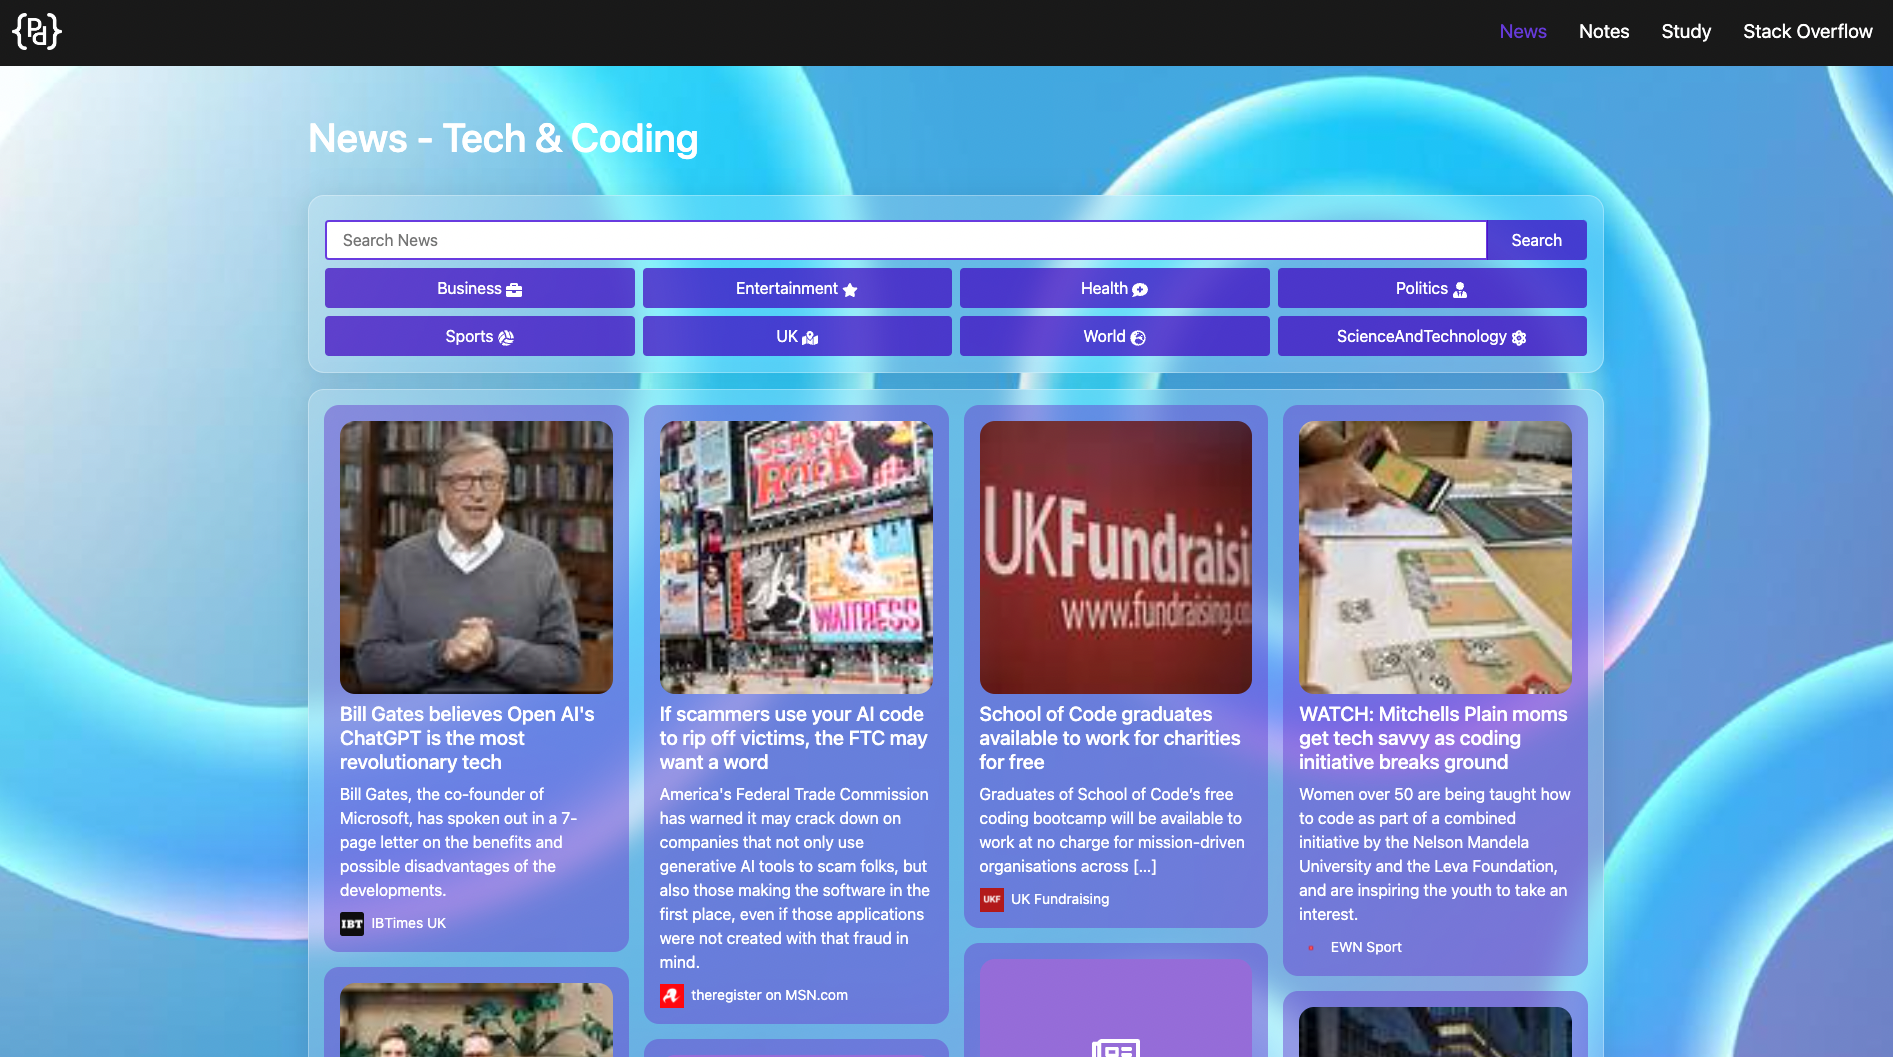 {Pd}
News
Notes
Study
Stack Overflow
News - Tech & Coding
Search News
Search
Business
Entertainment
Health
Politics
Sports
UK
World
ScienceAndTechnology
SCHOOL
ROCK
WAITRESS
CHICAGO
UKFundraisi
www.fundraising.co
Bill Gates believes Open AI's
ChatGPT is the most
revolutionary tech
Bill Gates, the co-founder of
Microsoft, has spoken out in a 7-
page letter on the benefits and
possible disadvantages of the
developments.
IBT
IBTimes UK
If scammers use your AI code
to rip off victims, the FTC may
want a word
America's Federal Trade Commission
has warned it may crack down on
companies that not only use
generative AI tools to scam folks, but
also those making the software in the
first place, even if those applications
were not created with that fraud in
mind.
theregister on MSN.com
School of Code graduates
available to work for charities
for free
Graduates of School of Code’s free
coding bootcamp will be available to
work at no charge for mission-driven
organisations across [...]
UKF
UK Fundraising
WATCH: Mitchells Plain moms
get tech savvy as coding
initiative breaks ground
Women over 50 are being taught how
to code as part of a combined
initiative by the Nelson Mandela
University and the Leva Foundation,
and are inspiring the youth to take an
interest.
EWN Sport